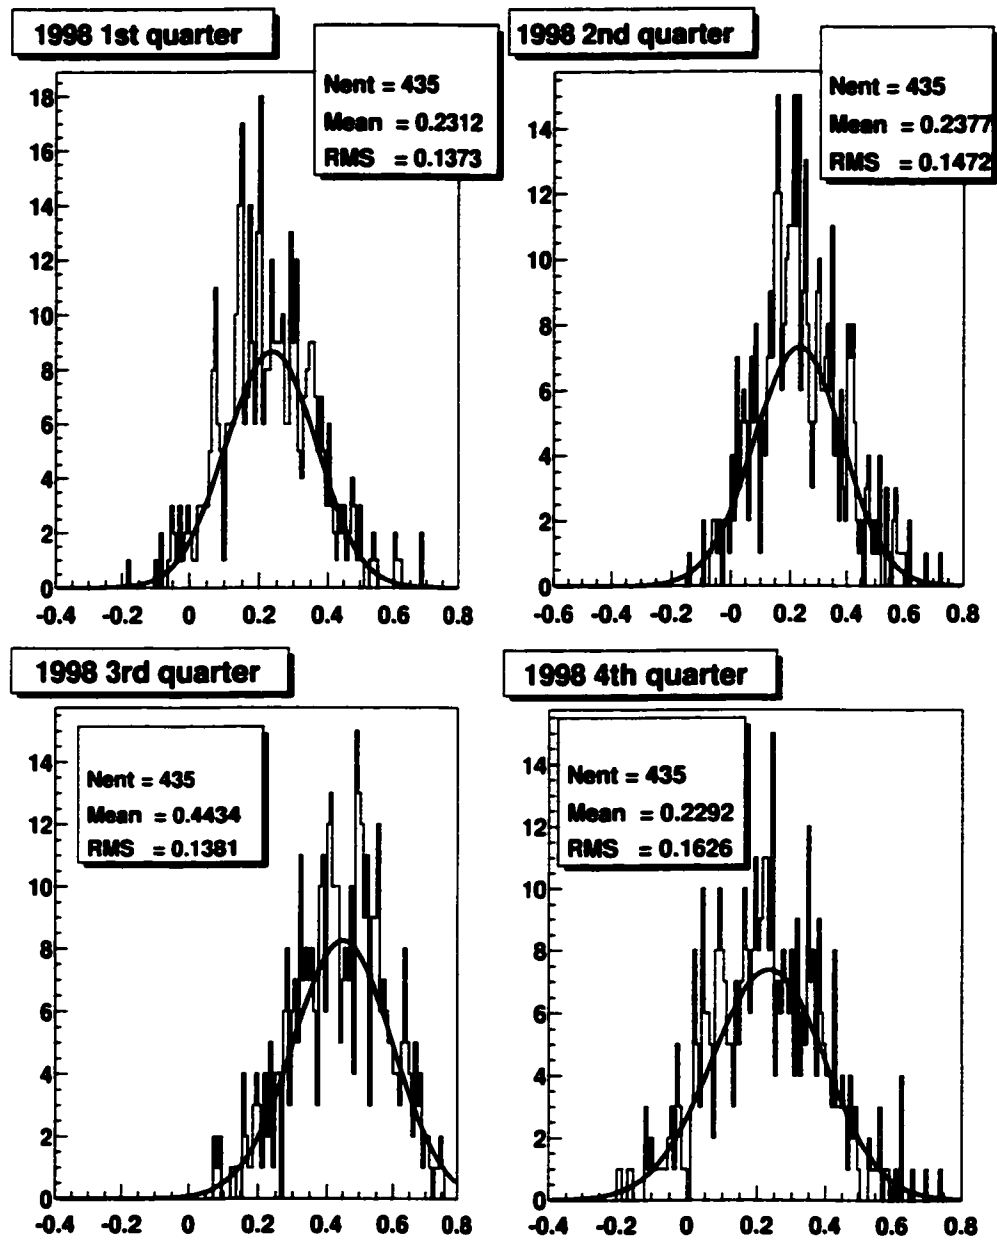 1998 1st quarter
Nent = 435
Mean = 0.2312
RMS = 0.1373
18
16
14
12
10
8
6
4
2
0
-0.4 -0.2 0 0.2 0.4 0.6 0.8
1998 2nd quarter
Nent = 435
Mean = 0.2377
RMS = 0.1472
14
12
10
8
6
4
2
0
-0.6 -0.4 -0.2 -0 0.2 0.4 0.6 0.8
1998 3rd quarter
Nent = 435
Mean = 0.4434
RMS = 0.1381
14
12
10
8
6
4
2
0
-0.4 -0.2 0 0.2 0.4 0.6 0.8
1998 4th quarter
Nent = 435
Mean = 0.2292
RMS = 0.1626
14
12
10
8
6
4
2
0
-0.4 -0.2 0 0.2 0.4 0.6 0.8